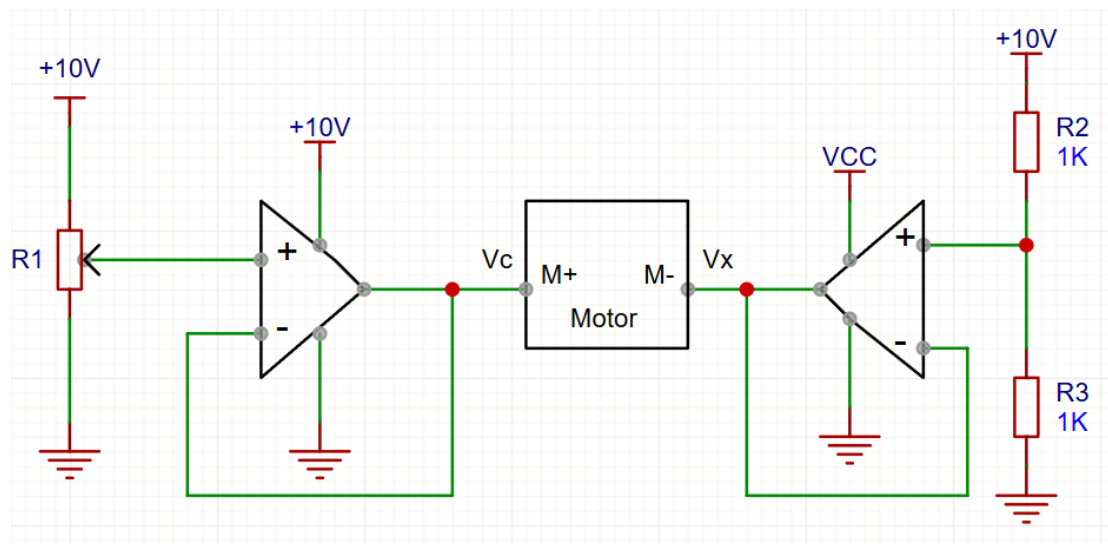 +10V
R1
+10V
+
-
Vc
M+
M-
Motor
Vx
VCC
+
-
+10V
R2
1K
R3
1K